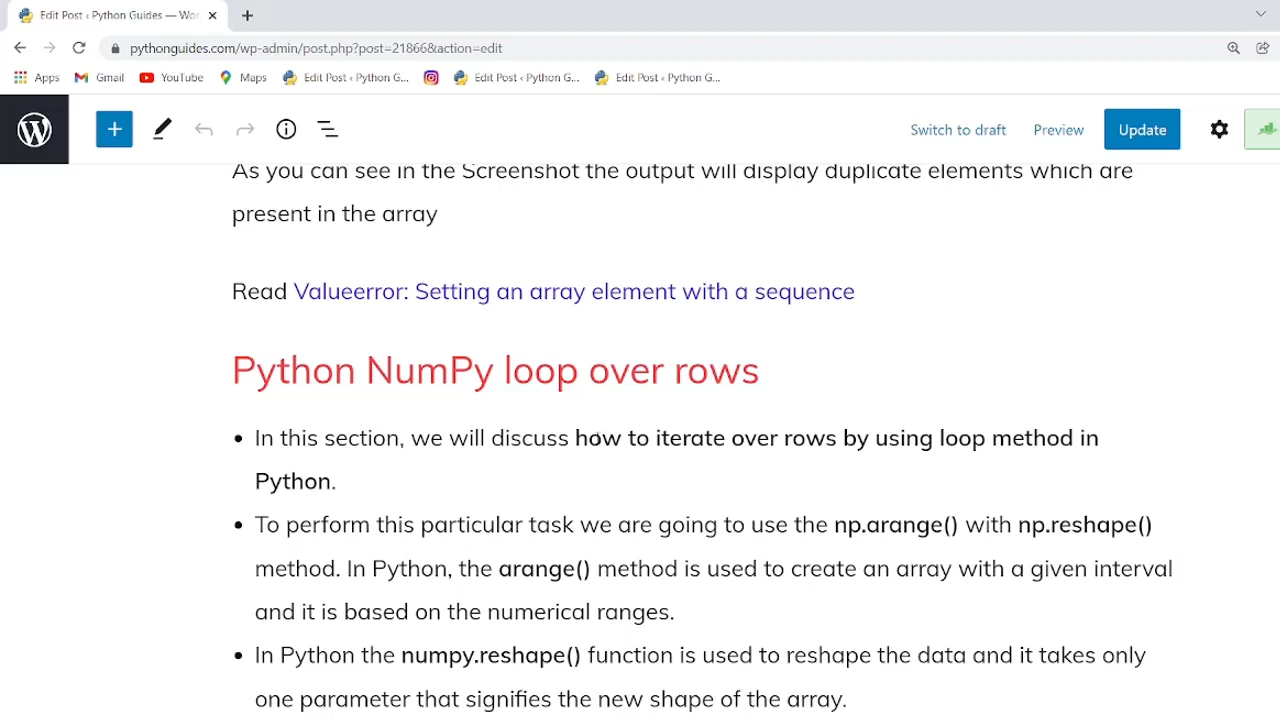 Edit Post ‹ Python Guides — Wor
pythonguides.com/wp-admin/post.php?post=21866&action=edit
Apps Gmail YouTube Maps Edit Post ‹ Python G... Edit Post ‹ Python G... Edit Post ‹ Python G...
Switch to draft Preview Update
As you can see in the Screenshot the output will display duplicate elements which are
present in the array
Read Valueerror: Setting an array element with a sequence
Python NumPy loop over rows
• In this section, we will discuss how to iterate over rows by using loop method in
Python.
• To perform this particular task we are going to use the np.arange() with np.reshape()
method. In Python, the arange() method is used to create an array with a given interval
and it is based on the numerical ranges.
• In Python the numpy.reshape() function is used to reshape the data and it takes only
one parameter that signifies the new shape of the array.